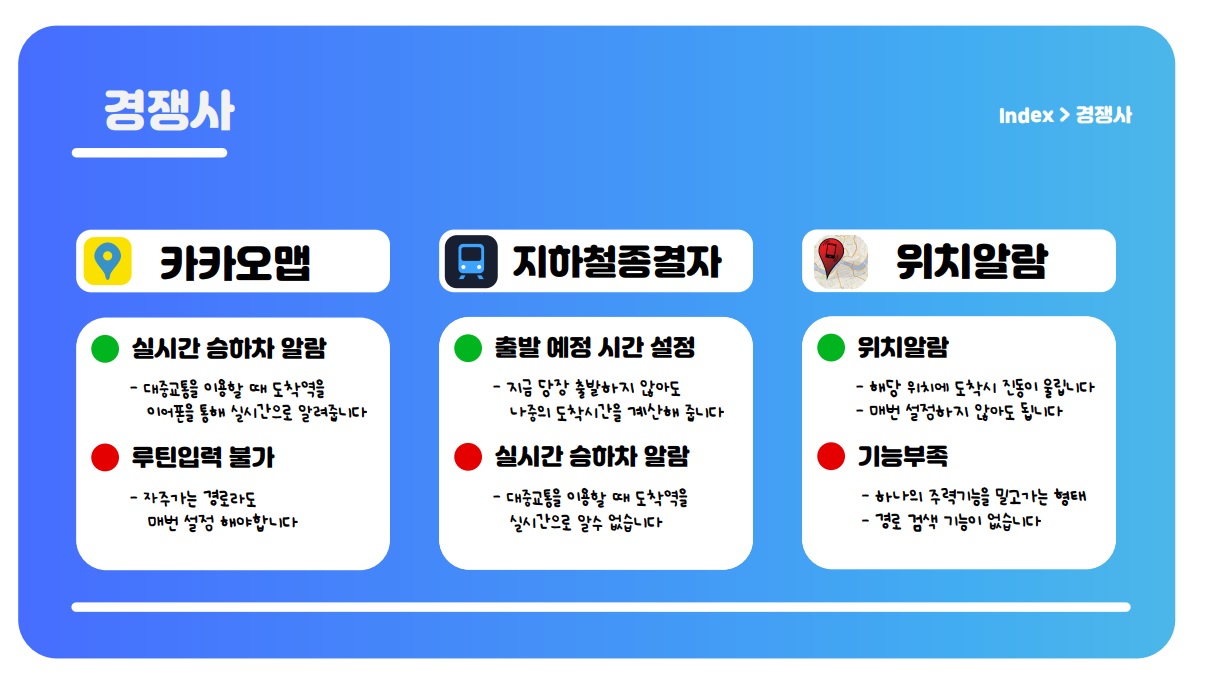 경쟁사
Index > 경쟁사
카카오맵
실시간 승하차 알람
- 대중교통을 이용할 때 도착역을
이어폰을 통해 실시간으로 알려줍니다
루틴입력 불가
- 자주가는 경로라도
매번 설정 해야합니다
지하철종결자
출발 예정 시간 설정
- 지금 당장 출발하지 않아도
나중의 도착시간을 계산해 줍니다
실시간 승하차 알람
- 대중교통을 이용할 때 도착역을
실시간으로 알수 없습니다
위치알람
위치알람
- 해당 위치에 도착시 진동이 울립니다
- 매번 설정하지 않아도 됩니다
기능부족
- 하나의 주력기능을 밀고가는 형태
- 경로 검색 기능이 없습니다